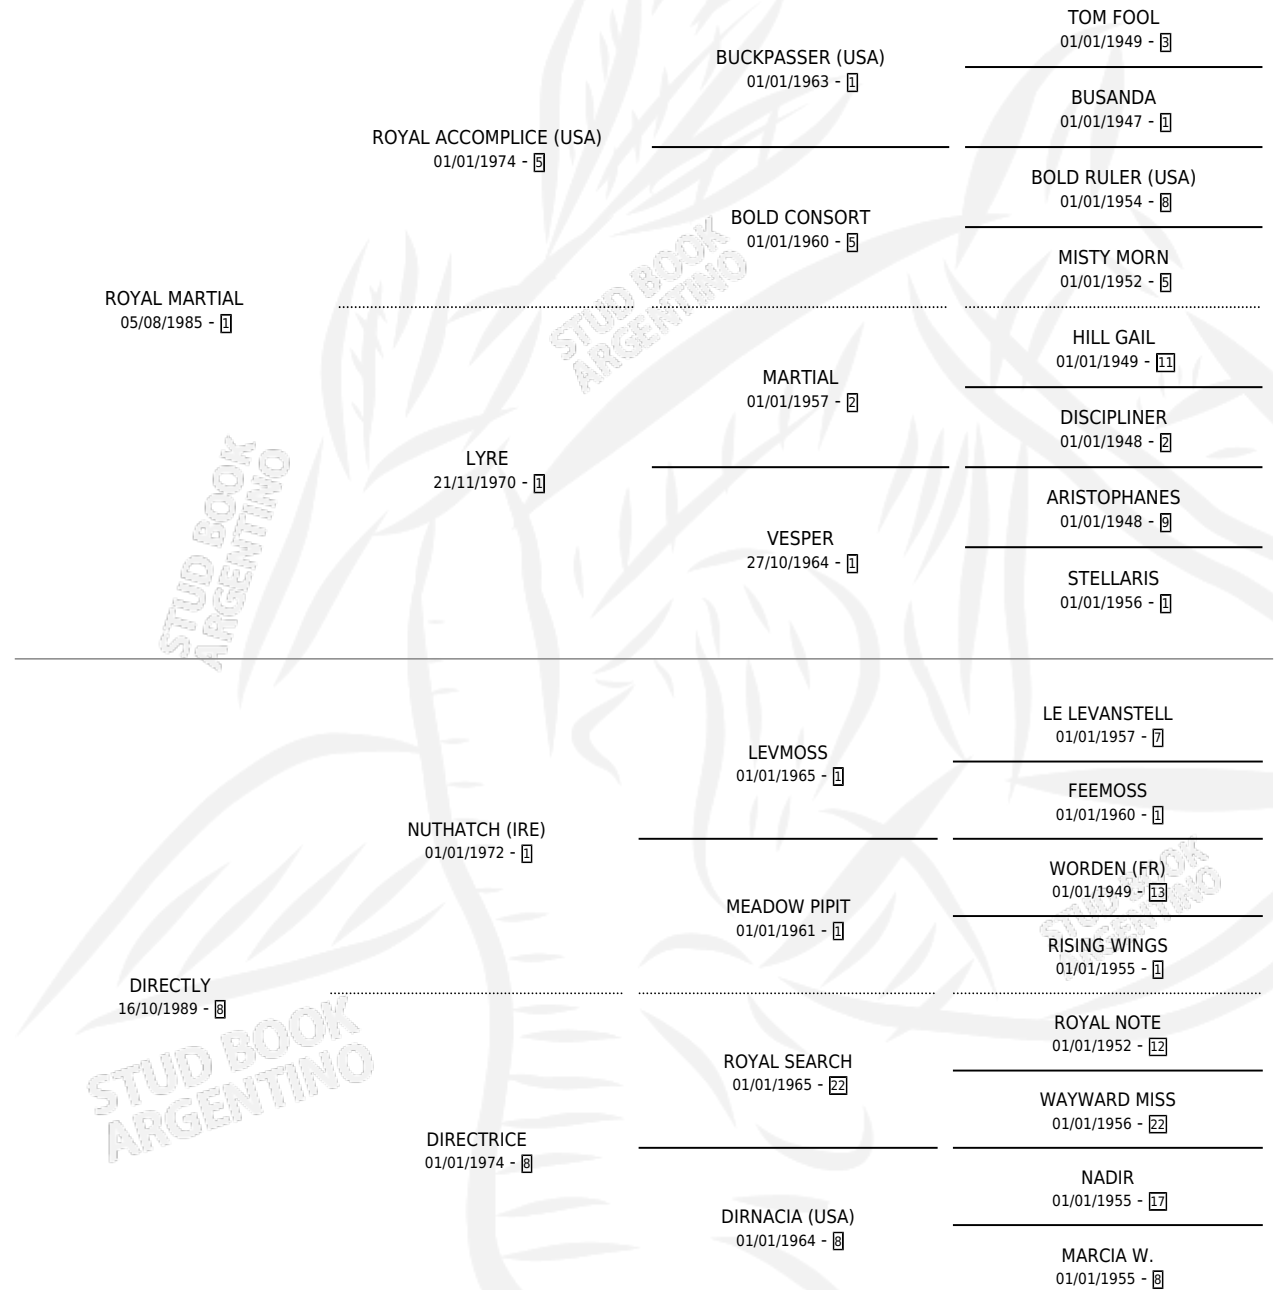 TOM FOOL
01/01/1949 - 3
BUCKPASSER (USA)
01/01/1963 - 1
BUSANDA
01/01/1947 - 1
ROYAL ACCOMPLICE (USA)
01/01/1974 - 5
BOLD RULER (USA)
01/01/1954 - 8
BOLD CONSORT
01/01/1960 - 5
MISTY MORN
01/01/1952 - 5
ROYAL MARTIAL
05/08/1985 - 1
HILL GAIL
01/01/1949 - 11
MARTIAL
01/01/1957 - 2
DISCIPLINER
01/01/1948 - 2
LYRE
21/11/1970 - 1
ARISTOPHANES
01/01/1948 - 9
VESPER
27/10/1964 - 1
STELLARIS
01/01/1956 - 1
LE LEVANSTELL
01/01/1957 - 7
LEVMOSS
01/01/1965 - 1
FEEMOSS
01/01/1960 - 1
NUTHATCH (IRE)
01/01/1972 - 1
WORDEN (FR)
01/01/1949 - 13
MEADOW PIPIT
01/01/1961 - 1
RISING WINGS
01/01/1955 - 1
DIRECTLY
16/10/1989 - 8
ROYAL NOTE
01/01/1952 - 12
ROYAL SEARCH
01/01/1965 - 22
WAYWARD MISS
01/01/1956 - 22
DIRECTRICE
01/01/1974 - 8
NADIR
01/01/1955 - 17
DIRNACIA (USA)
01/01/1964 - 8
MARCIA W.
01/01/1955 - 8
STUD BOOK
ARGENTINO
STUD BOOK
ARGENTINO
STUD BOOK
ARGENTINO
STUD BOOK
ARGENTINO